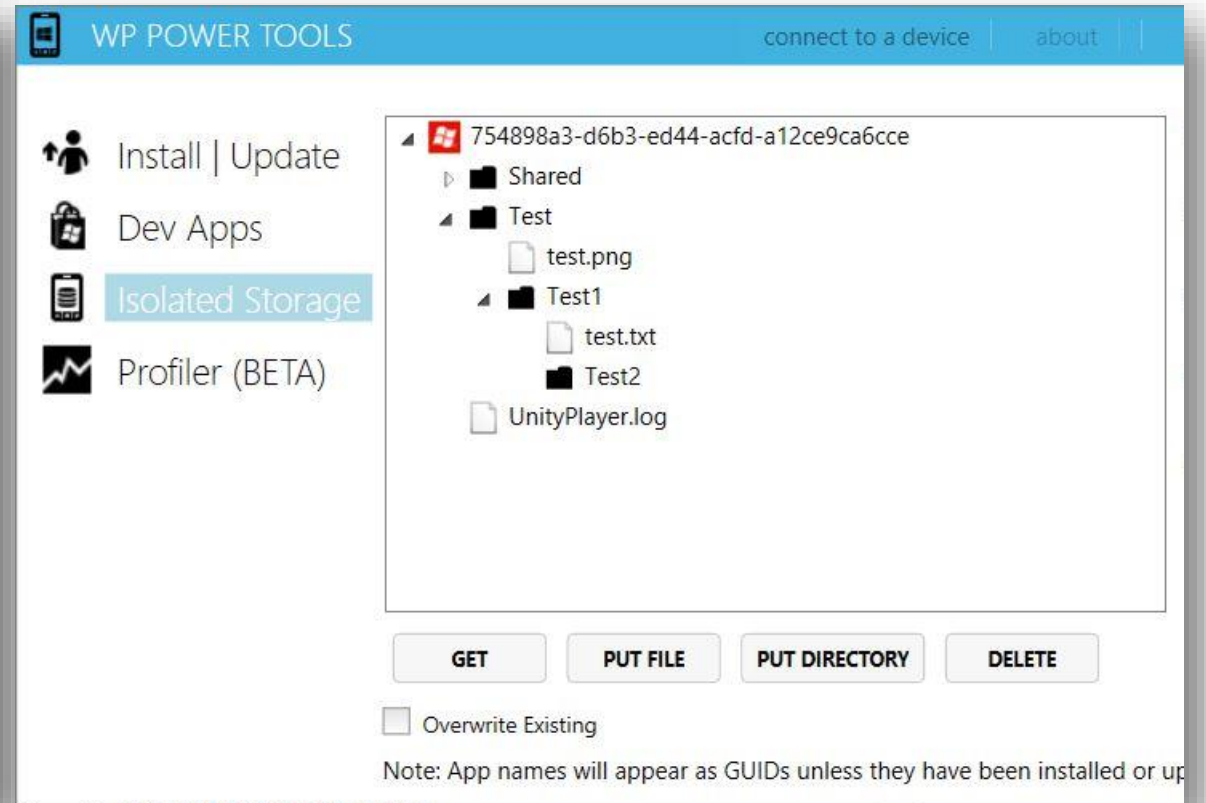 WP POWER TOOLS
connect to a device
about
Install | Update
Dev Apps
Isolated Storage
Profiler (BETA)
754898a3-d6b3-ed44-acfd-a12ce9ca6cce
Shared
Test
test.png
Test1
test.txt
Test2
UnityPlayer.log
GET
PUT FILE
PUT DIRECTORY
DELETE
Overwrite Existing
Note: App names will appear as GUIDs unless they have been installed or up